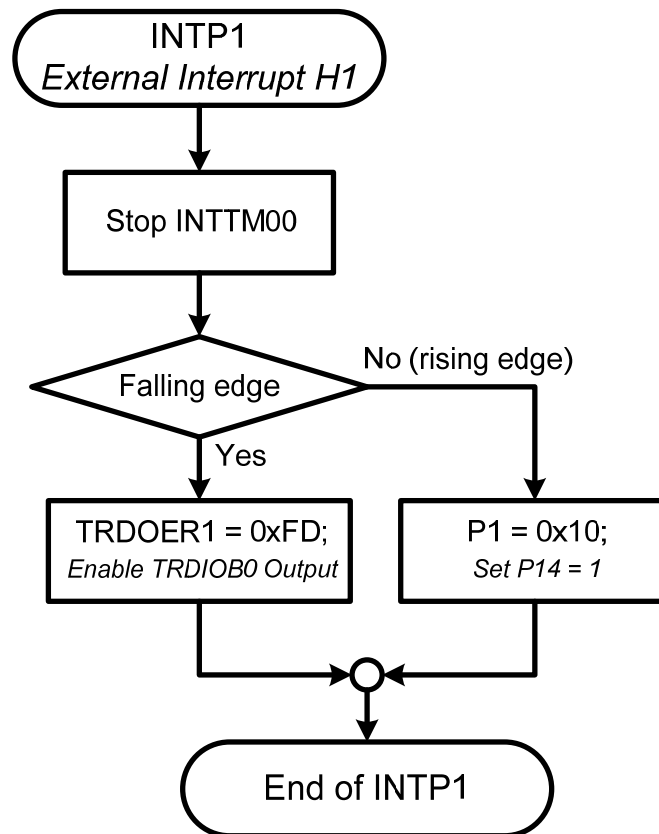 INTP1
External Interrupt H1
Stop INTTM00
Falling edge
No (rising edge)
Yes
TRDOER1 = 0xFD;
Enable TRDIOB0 Output
P1 = 0x10;
Set P14 = 1
End of INTP1